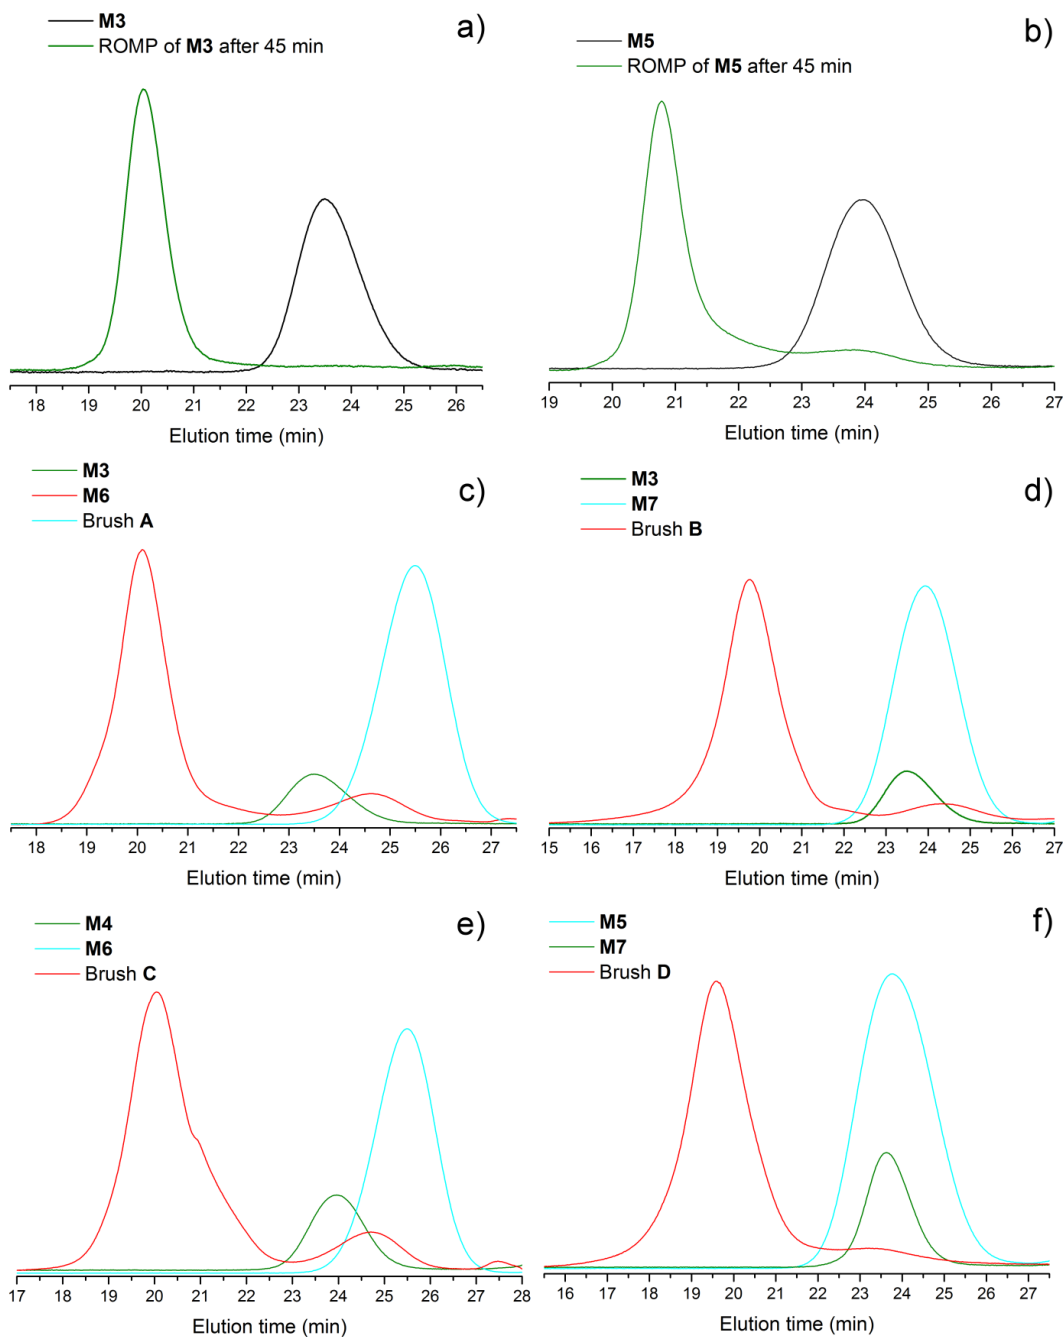 M3
ROMP of M3 after 45 min
a)
18 19 20 21 22 23 24 25 26
Elution time (min)
M5
ROMP of M5 after 45 min
b)
19 20 21 22 23 24 25 26 27
Elution time (min)
M3
M6
Brush A
c)
18 19 20 21 22 23 24 25 26 27
Elution time (min)
M3
M7
Brush B
d)
15 16 17 18 19 20 21 22 23 24 25 26 27
Elution time (min)
M4
M6
Brush C
e)
17 18 19 20 21 22 23 24 25 26 27 28
Elution time (min)
M5
M7
Brush D
f)
16 17 18 19 20 21 22 23 24 25 26 27
Elution time (min)